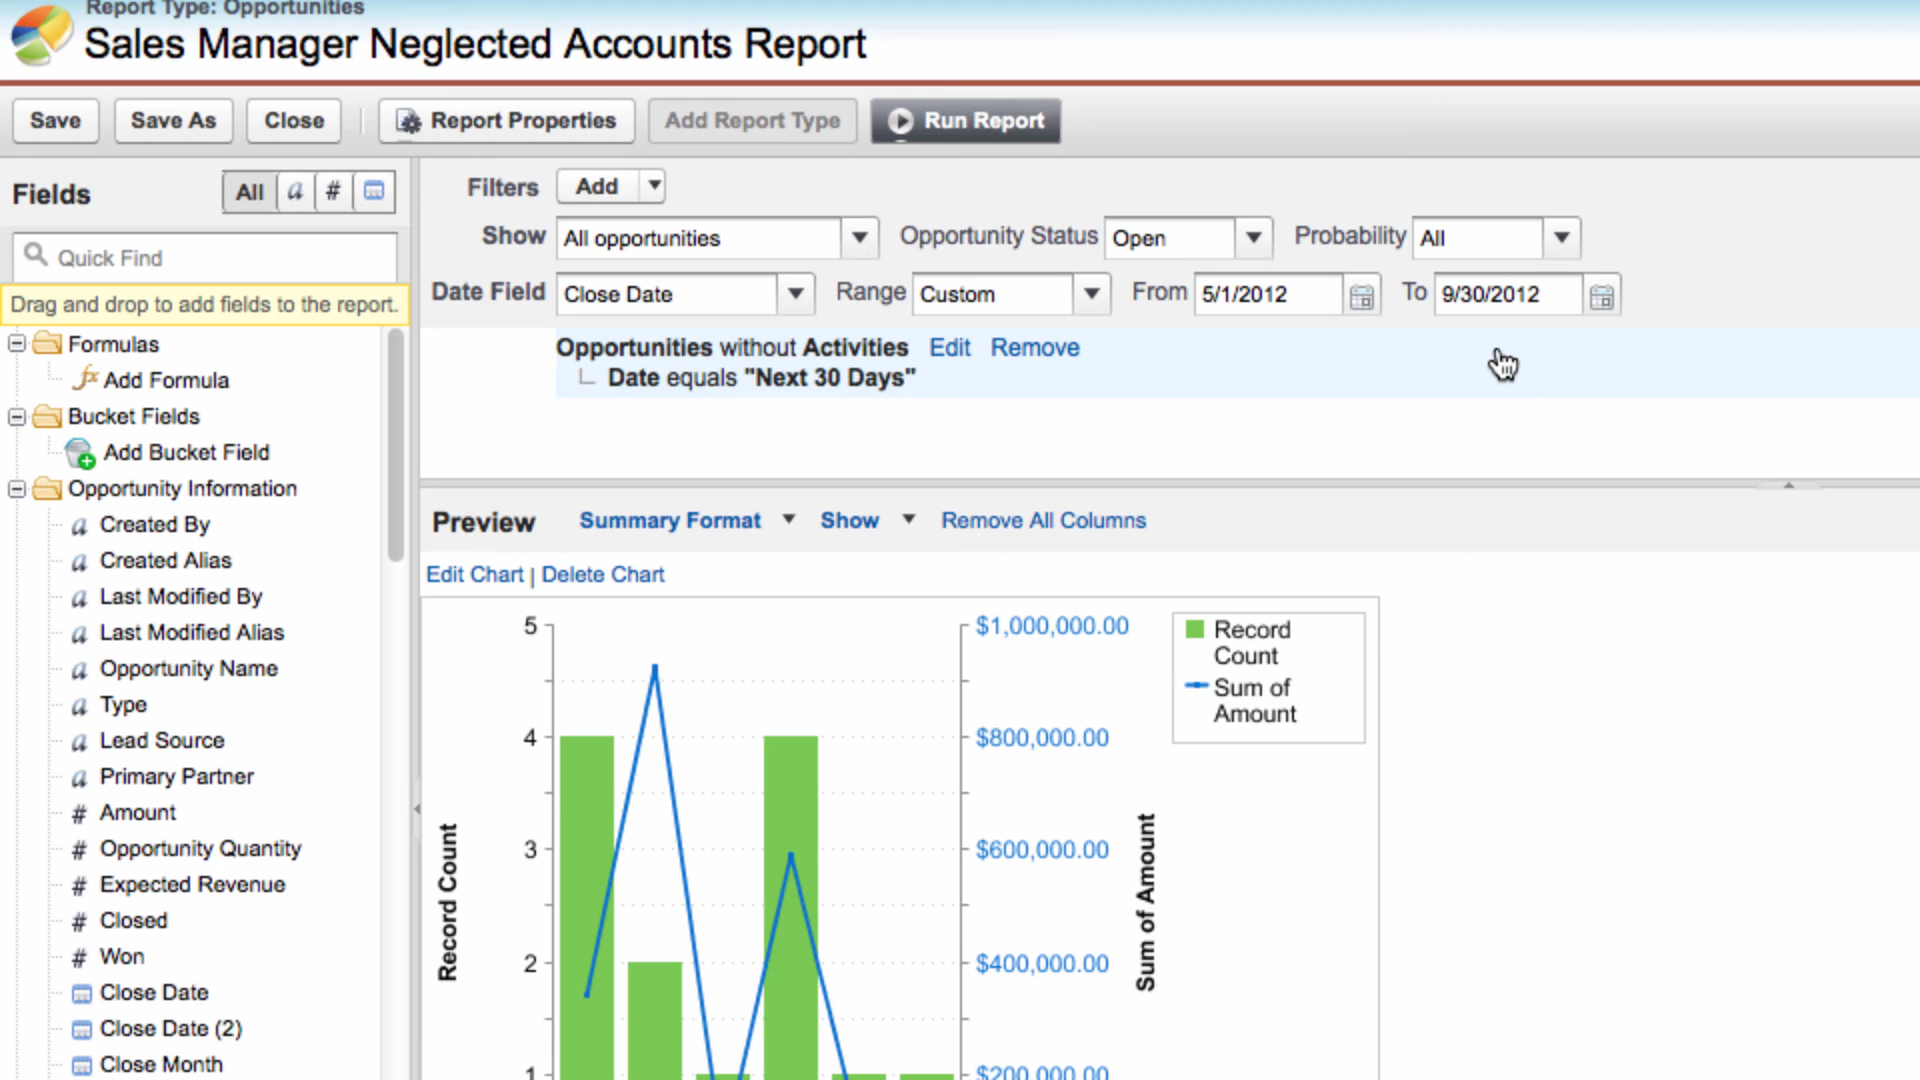 Report Type: Opportunities
Sales Manager Neglected Accounts Report
Save Save As Close Report Properties Add Report Type Run Report
Fields All a #
Quick Find
Drag and drop to add fields to the report.
Formulas
fx Add Formula
Bucket Fields
Add Bucket Field
Opportunity Information
a Created By
a Created Alias
a Last Modified By
a Last Modified Alias
a Opportunity Name
a Type
a Lead Source
a Primary Partner
# Amount
# Opportunity Quantity
# Expected Revenue
# Closed
# Won
Close Date
Close Date (2)
Close Month
Filters Add
Show All opportunities Opportunity Status Open Probability All
Date Field Close Date Range Custom From 5/1/2012 To 9/30/2012
Opportunities without Activities Edit Remove
Date equals "Next 30 Days"
Preview Summary Format Show Remove All Columns
Edit Chart | Delete Chart
5
4
3
2
1
Record Count
$1,000,000.00
$800,000.00
$600,000.00
$400,000.00
$200,000.00
Sum of Amount
Record
Count
Sum of
Amount